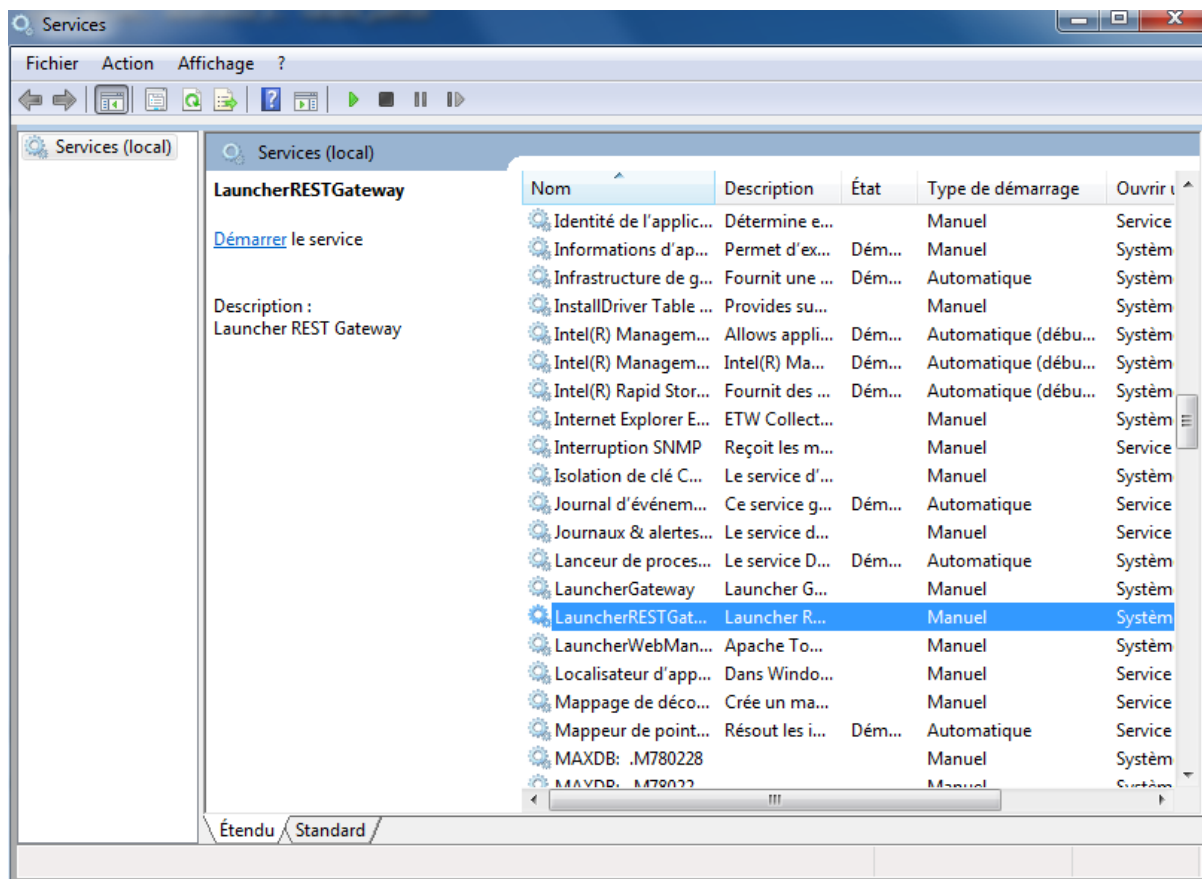 Services
Fichier Action Affichage ?
Services (local)
Services (local)
LauncherRESTGateway
Démarrer le service
Description :
Launcher REST Gateway
Nom Description État Type de démarrage Ouvrir
Identité de l'applic... Détermine e... Manuel Service
Informations d'ap... Permet d'ex... Dém... Manuel Systèm
Infrastructure de g... Fournit une ... Dém... Automatique Systèm
InstallDriver Table ... Provides su... Manuel Systèm
Intel(R) Managem... Allows appli... Dém... Automatique (débu... Systèm
Intel(R) Managem... Intel(R) Ma... Dém... Automatique (débu... Systèm
Intel(R) Rapid Stor... Fournit des ... Dém... Automatique (débu... Systèm
Internet Explorer E... ETW Collect... Manuel Systèm
Interruption SNMP Reçoit les m... Manuel Service
Isolation de clé C... Le service d'... Manuel Systèm
Journal d'événem... Ce service g... Dém... Automatique Service
Journaux & alertes... Le service d... Manuel Service
Lanceur de proces... Le service D... Dém... Automatique Systèm
LauncherGateway Launcher G... Manuel Systèm
LauncherRESTGat... Launcher R... Manuel Systèm
LauncherWebMan... Apache To... Manuel Systèm
Localisateur d'app... Dans Windo... Manuel Service
Mappage de déco... Crée un ma... Manuel Service
Mappeur de point... Résout les i... Dém... Automatique Service
MAXDB: .M780228 Manuel Systèm
Étendu Standard